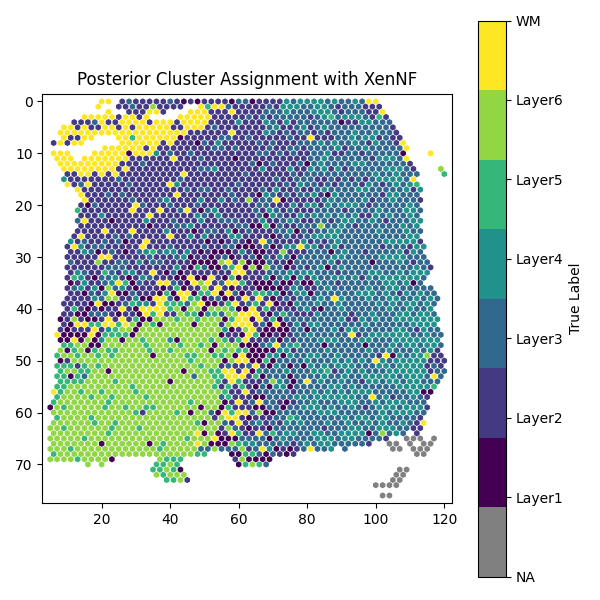 Posterior Cluster Assignment with XenNF
0
10
20
30
40
50
60
70
20
40
60
80
100
120
WM
Layer6
Layer5
Layer4
Layer3
Layer2
Layer1
NA
True Label